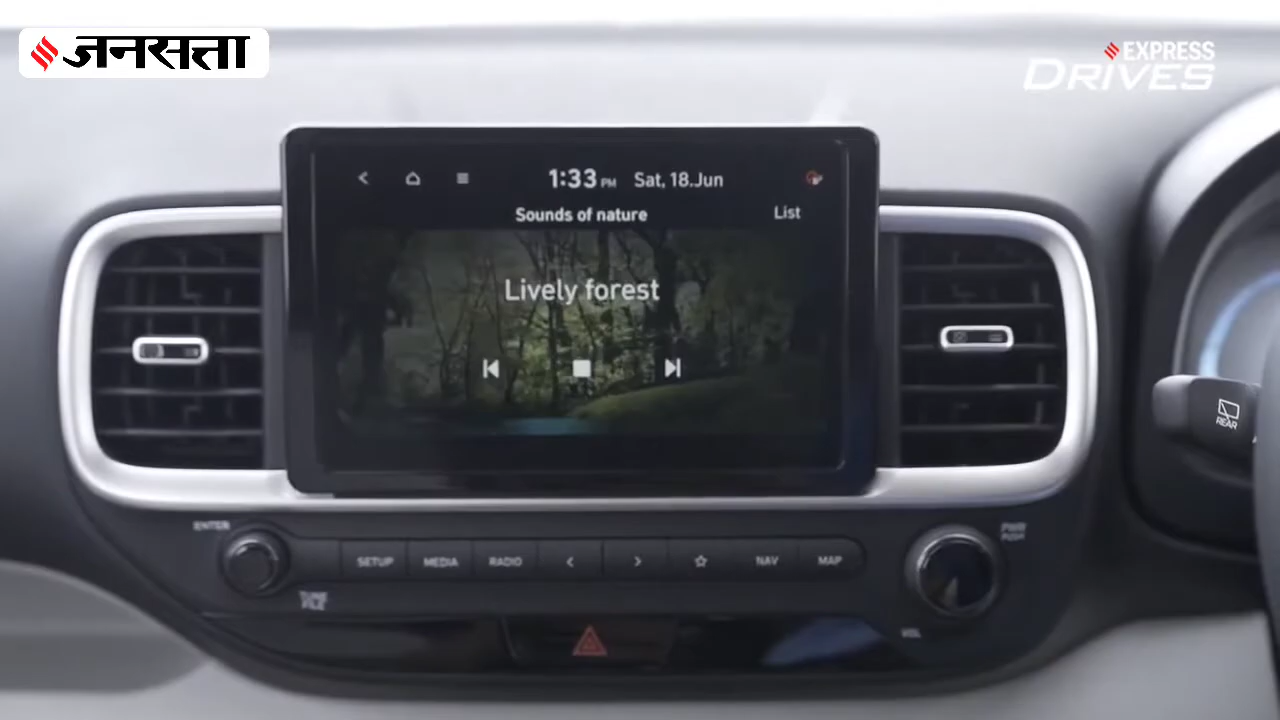 जनसत्ता
EXPRESS
DRIVES
1:33 PM Sat, 18.Jun
Sounds of nature
List
Lively forest
REAR
ENTER
PWR
PUSH
SETUP MEDIA RADIO NAV MAP
TUNE
FILE
VOL